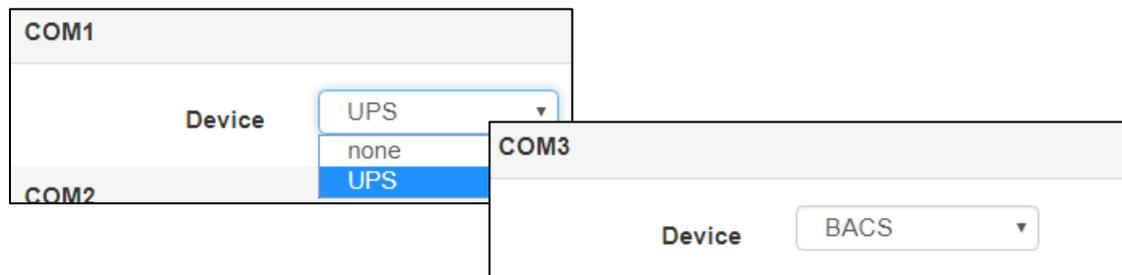 COM1
Device UPS
none
UPS
COM2
COM3
Device BACS